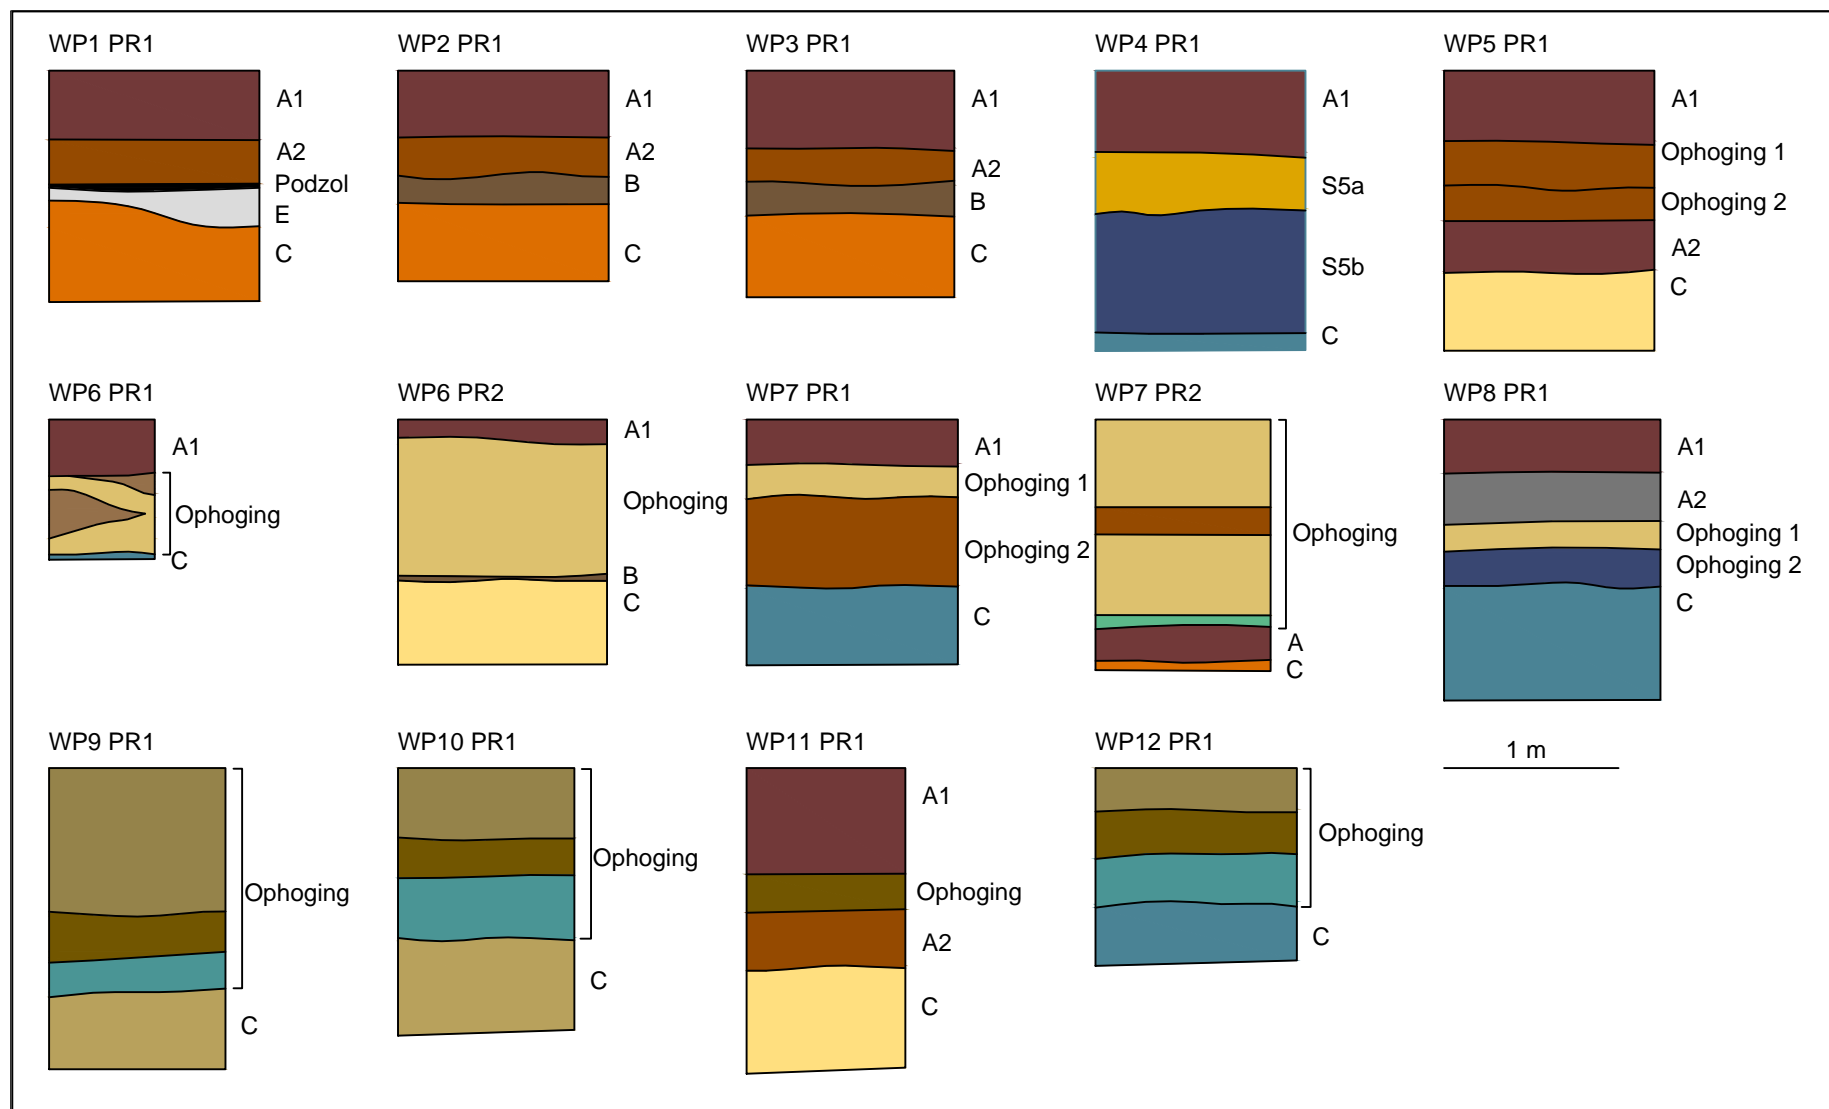 WP1 PR1
A1
A2
Podzol
E
C
WP2 PR1
A1
A2
B
C
WP3 PR1
A1
A2
B
C
WP4 PR1
A1
S5a
S5b
C
WP5 PR1
A1
Ophoging 1
Ophoging 2
A2
C
WP6 PR1
A1
Ophoging
C
WP6 PR2
A1
Ophoging
B
C
WP7 PR1
A1
Ophoging 1
Ophoging 2
C
WP7 PR2
Ophoging
A
C
WP8 PR1
A1
A2
Ophoging 1
Ophoging 2
C
WP9 PR1
Ophoging
C
WP10 PR1
Ophoging
C
WP11 PR1
A1
Ophoging
A2
C
WP12 PR1
Ophoging
C
1 m